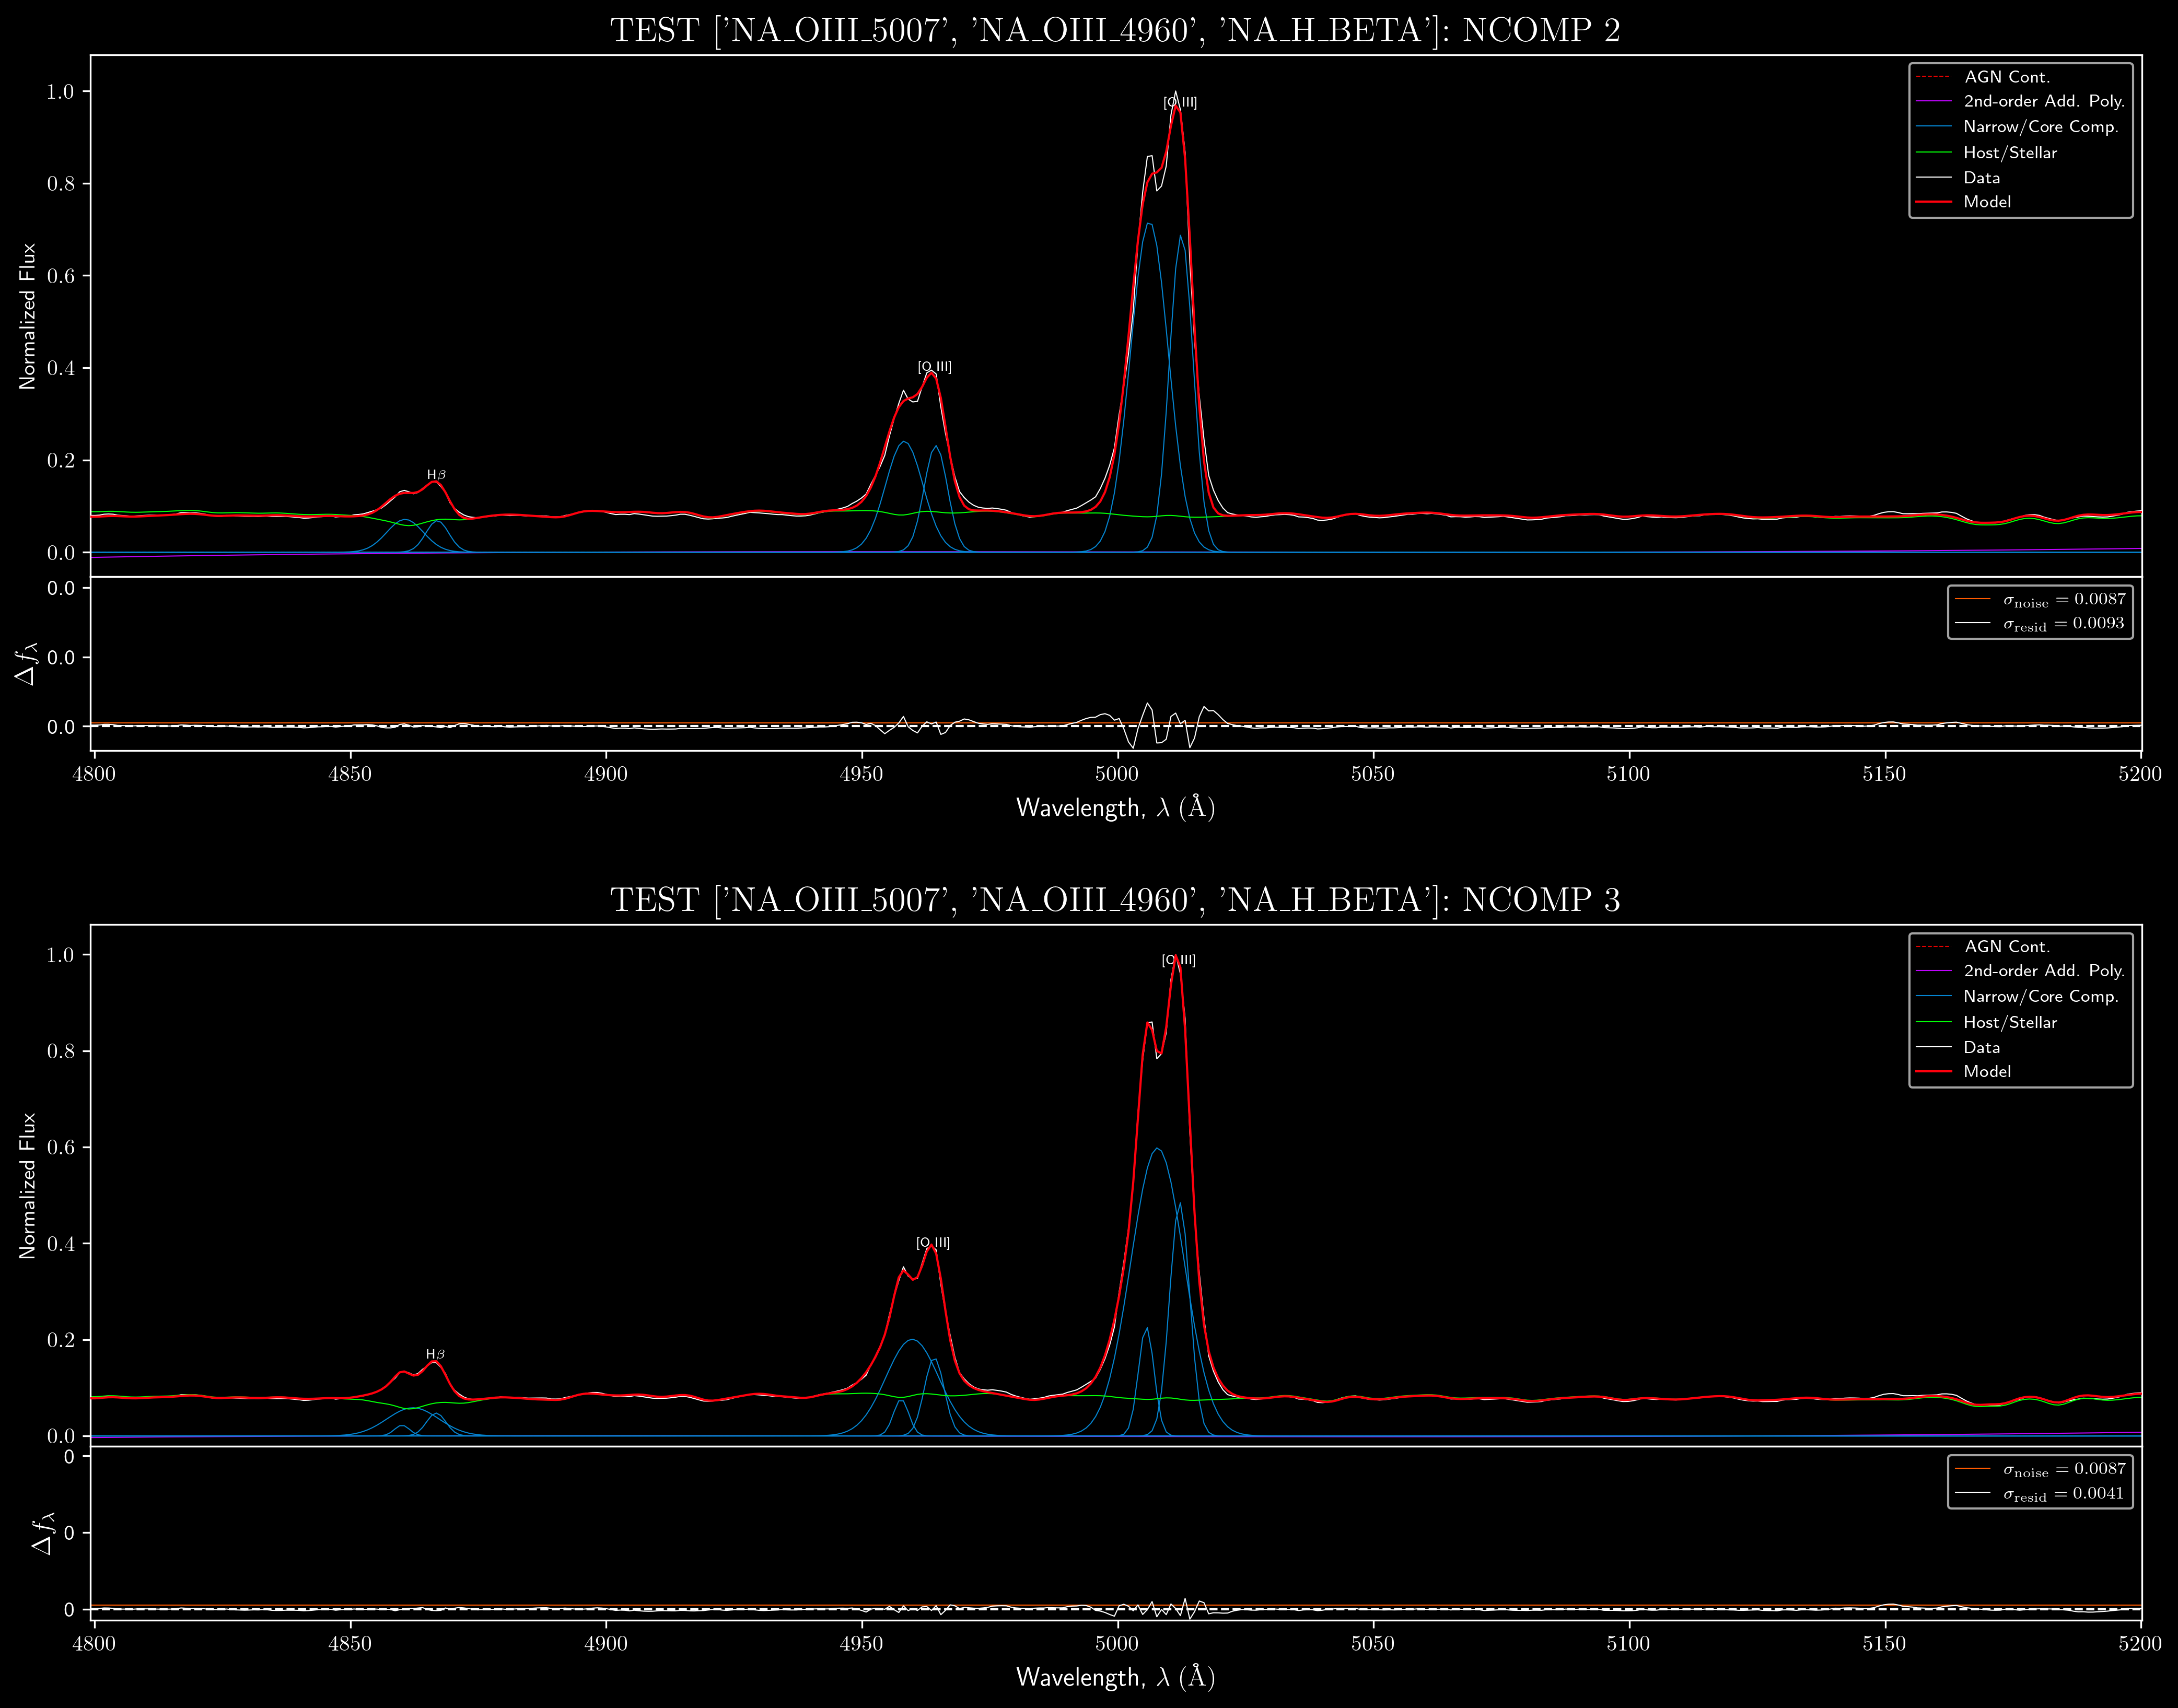 TEST ['NA_OIII_5007', 'NA_OIII_4960', 'NA_H_BETA']: NCOMP 2
1.0
0.8
0.6
0.4
0.2
0.0
Normalized Flux
[O III]
[O III]
Hβ
AGN Cont.
2nd-order Add. Poly.
Narrow/Core Comp.
Host/Stellar
Data
Model
0.0
0.0
0.0
Δfλ
σnoise = 0.0087
σresid = 0.0093
4800 4850 4900 4950 5000 5050 5100 5150 5200
Wavelength, λ (Å)
TEST ['NA_OIII_5007', 'NA_OIII_4960', 'NA_H_BETA']: NCOMP 3
1.0
0.8
0.6
0.4
0.2
0.0
Normalized Flux
[O III]
[O III]
Hβ
AGN Cont.
2nd-order Add. Poly.
Narrow/Core Comp.
Host/Stellar
Data
Model
0
0
0
Δfλ
σnoise = 0.0087
σresid = 0.0041
4800 4850 4900 4950 5000 5050 5100 5150 5200
Wavelength, λ (Å)